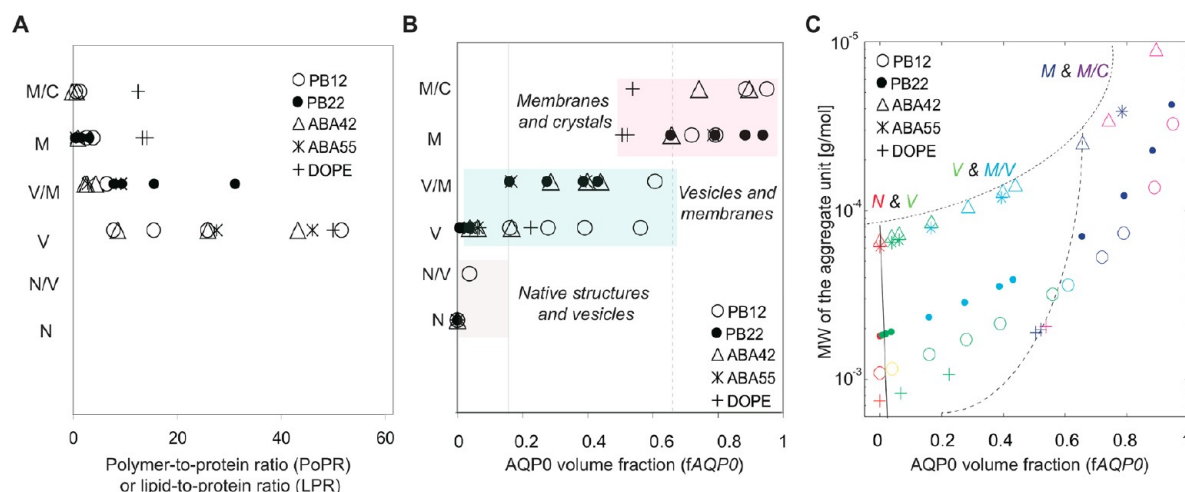 A
M/C
M
V/M
V
N/V
N
PB12
PB22
ABA42
ABA55
DOPE
0
20
40
60
Polymer-to-protein ratio (PoPR)
or lipid-to-protein ratio (LPR)
B
M/C
M
V/M
V
N/V
N
Membranes
and crystals
Vesicles and
membranes
Native structures
and vesicles
PB12
PB22
ABA42
ABA55
DOPE
0
0.2
0.4
0.6
0.8
1
AQP0 volume fraction (fAQP0)
C
MW of the aggregate unit [g/mol]
10-5
10-4
10-3
PB12
PB22
ABA42
ABA55
DOPE
M & M/C
V & M/V
N & V
0
0.2
0.4
0.6
0.8
1
AQP0 volume fraction (fAQP0)